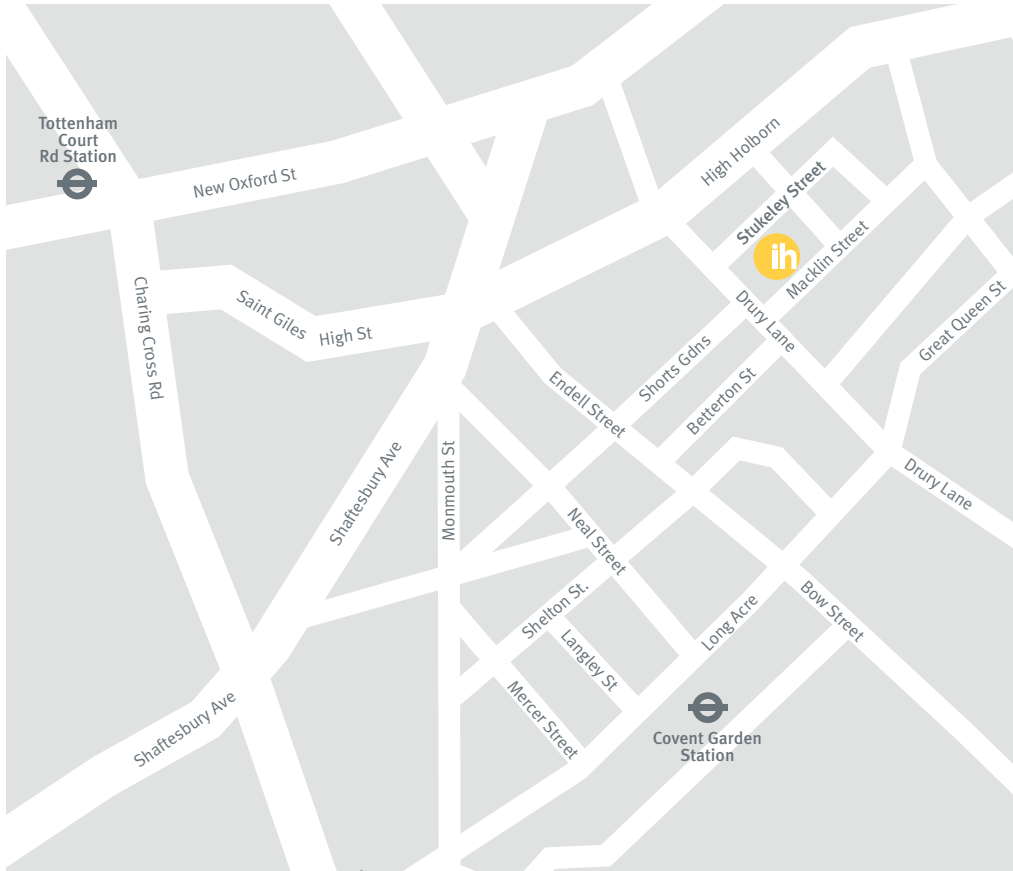 Tottenham
Court
Rd Station
New Oxford St
High Holborn
Stukeley Street
ih
Macklin Street
Charing Cross Rd
Saint Giles
High St
Drury Lane
Great Queen St
Shorts Gdns
Endell Street
Betterton St
Shaftesbury Ave
Monmouth St
Drury Lane
Neal Street
Shelton St.
Long Acre
Bow Street
Langley St
Mercer Street
Shaftesbury Ave
Covent Garden
Station